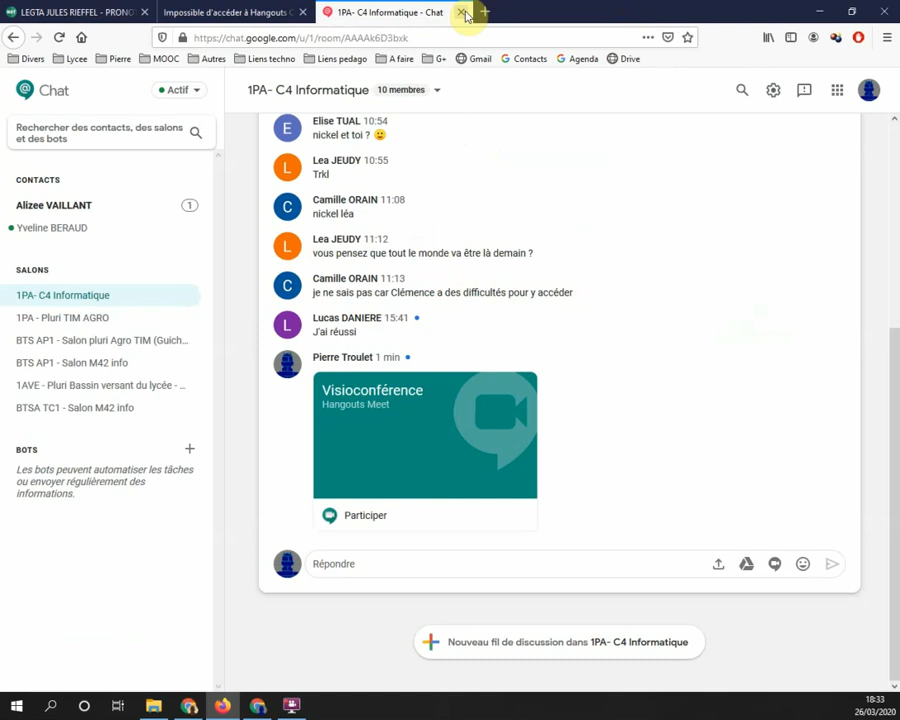 LEGTA JULES RIEFFEL - PRONOT
Impossible d'accéder à Hangouts C
1PA- C4 Informatique - Chat
https://chat.google.com/u/1/room/AAAAk6D3bxk
Divers
Lycee
Pierre
MOOC
Autres
Liens techno
Liens pedago
A faire
G+
Gmail
Contacts
Agenda
Drive
Chat
Actif
1PA- C4 Informatique 10 membres
Rechercher des contacts, des salons
et des bots
CONTACTS
Alizee VAILLANT 1
Yveline BERAUD
SALONS
1PA- C4 Informatique
1PA - Pluri TIM AGRO
BTS AP1 - Salon pluri Agro TIM (Guich...
BTS AP1 - Salon M42 info
1AVE - Pluri Bassin versant du lycée - ...
BTSA TC1 - Salon M42 info
BOTS
Les bots peuvent automatiser les tâches
ou envoyer régulièrement des
informations.
E Elise TUAL 10:54
nickel et toi ? 🙂
L Lea JEUDY 10:55
Trkl
C Camille ORAIN 11:08
nickel léa
L Lea JEUDY 11:12
vous pensez que tout le monde va être là demain ?
C Camille ORAIN 11:13
je ne sais pas car Clémence a des difficultés pour y accéder
L Lucas DANIERE 15:41
J'ai réussi
Pierre Troulet 1 min
Visioconférence
Hangouts Meet
Participer
Répondre
Nouveau fil de discussion dans 1PA- C4 Informatique
18:33
26/03/2020